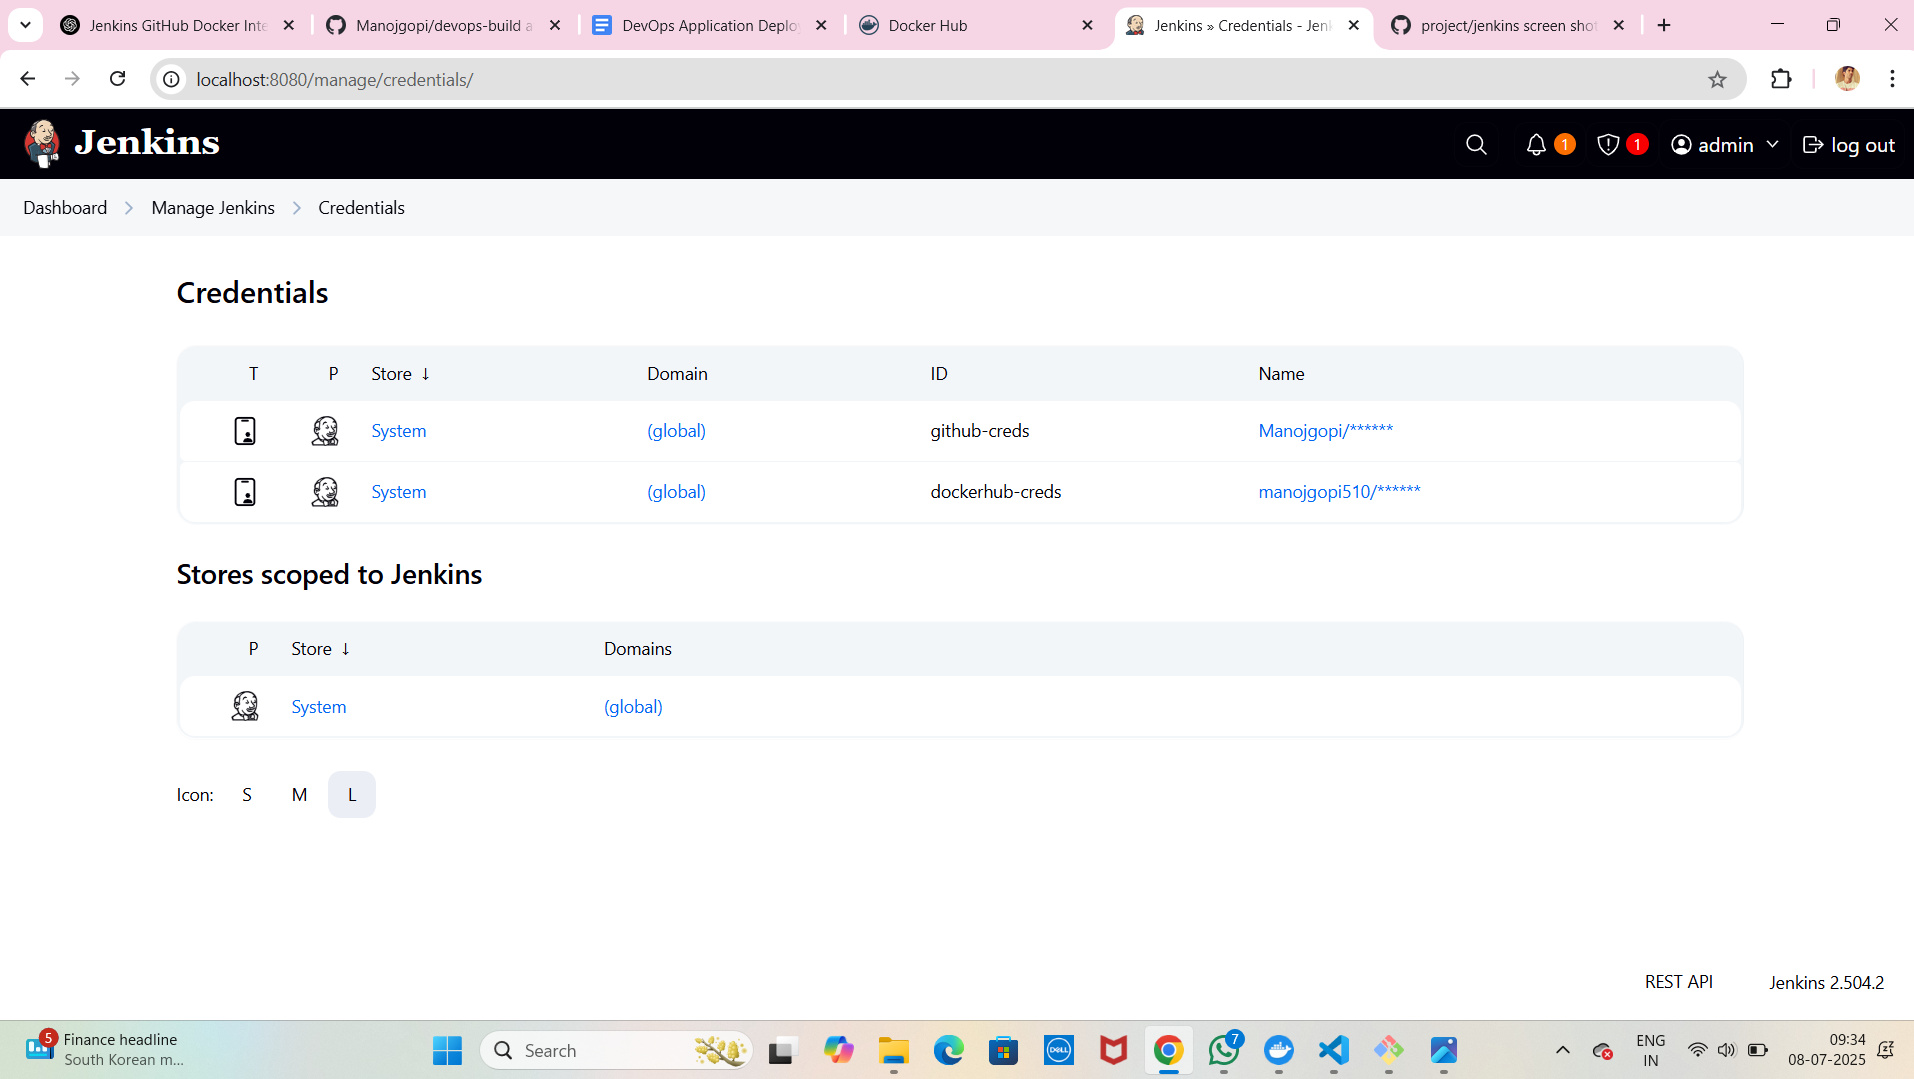 Jenkins GitHub Docker Inte
Manojgopi/devops-build a
DevOps Application Deplo
Docker Hub
Jenkins » Credentials - Jenk
project/jenkins screen shot
localhost:8080/manage/credentials/
Jenkins
1
1
admin
log out
Dashboard
Manage Jenkins
Credentials
Credentials
T P Store ↓ Domain ID Name
System (global) github-creds Manojgopi/******
System (global) dockerhub-creds manojgopi510/******
Stores scoped to Jenkins
P Store ↓ Domains
System (global)
Icon: S M L
REST API Jenkins 2.504.2
5
Finance headline
South Korean m...
Search
DELL
7
ENG
IN
09:34
08-07-2025